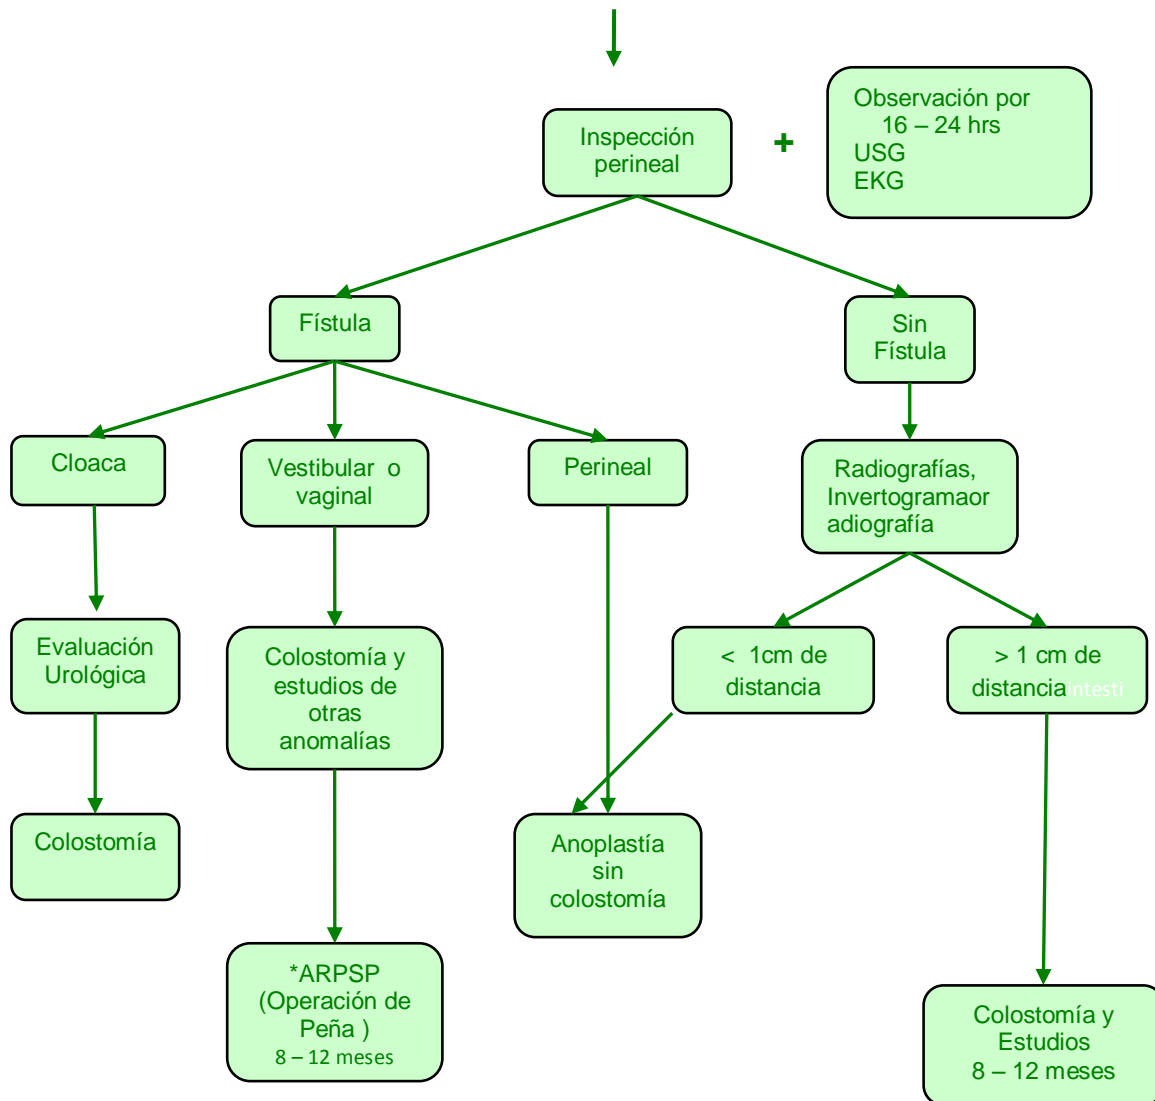 Inspección
perineal
+
Observación por
16 – 24 hrs
USG
EKG
Fístula
Sin
Fístula
Cloaca
Vestibular o
vaginal
Perineal
Radiografías,
Invertogramaor
adiografía
Evaluación
Urológica
Colostomía y
estudios de
otras
anomalías
< 1cm de
distancia
> 1 cm de
distancia intesti
Colostomía
Anoplastía
sin
colostomía
*ARPSP
(Operación de
Peña )
8 – 12 meses
Colostomía y
Estudios
8 – 12 meses